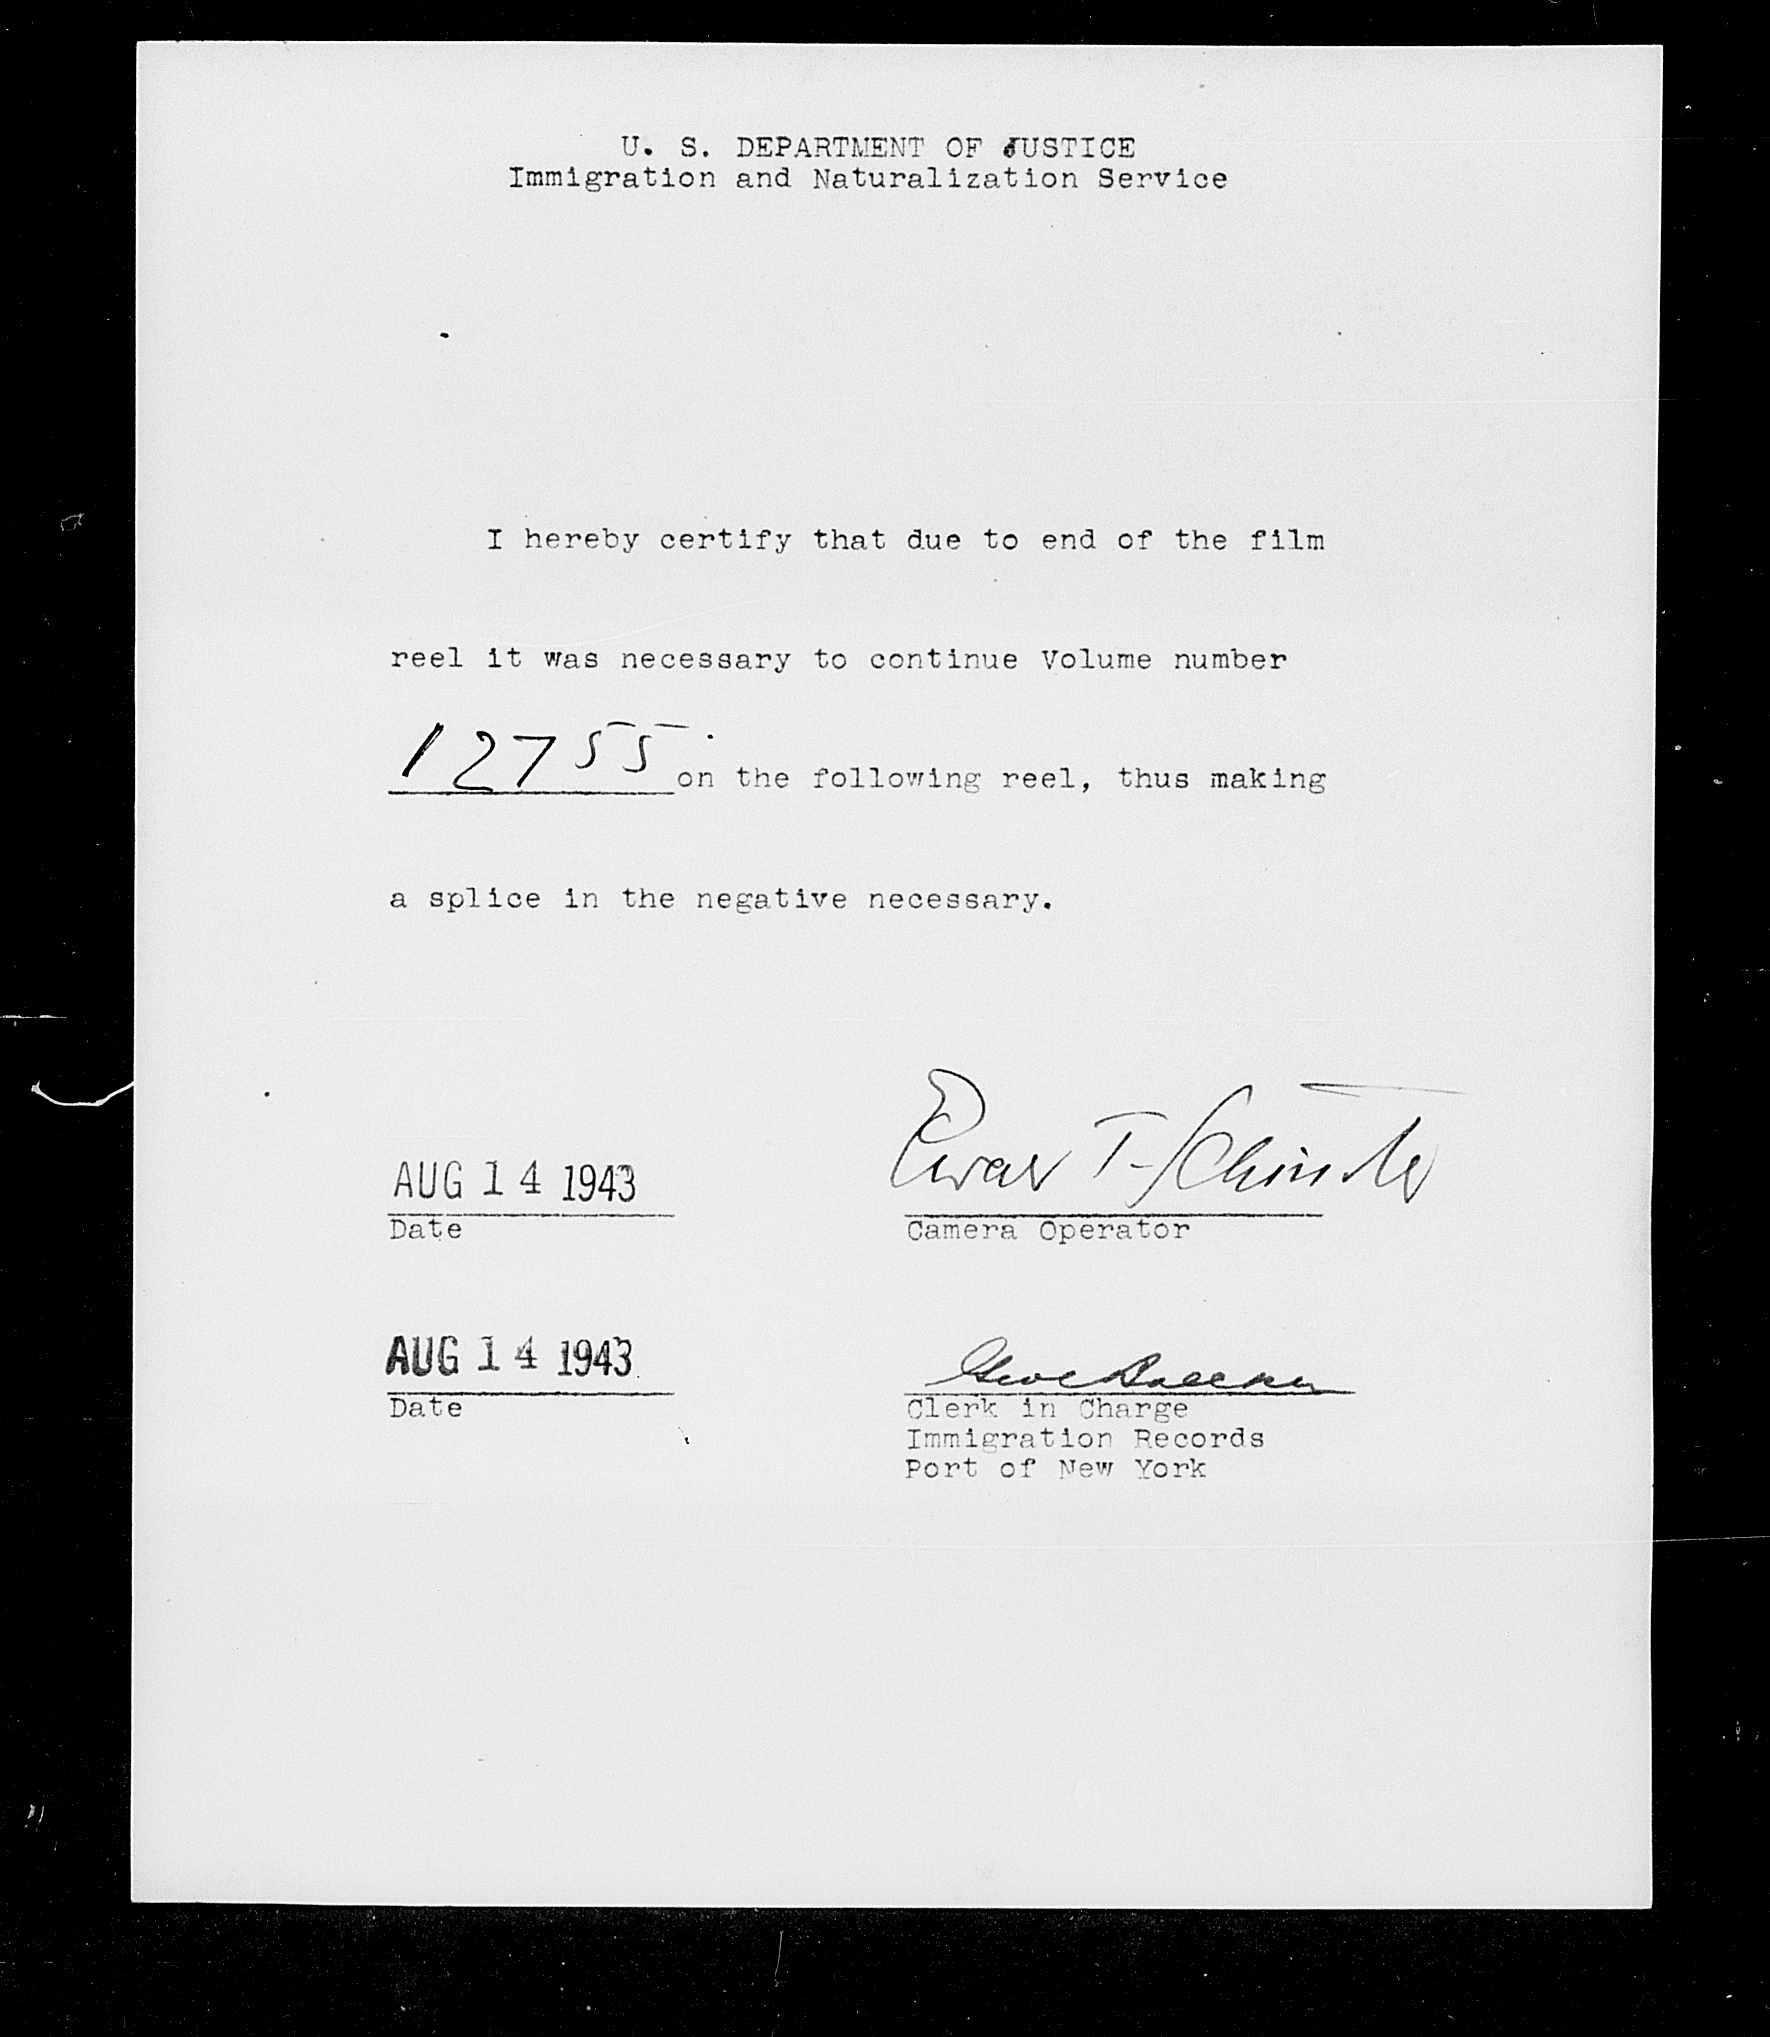 U. S. DEPARTMENT OF JUSTICE
Immigration and Naturalization Service
I hereby certify that due to end of the film
reel it was necessary to continue Volume number
12755 on the following reel, thus making
a splice in the negative necessary.
AUG 14 1943
Date
Camera Operator
AUG 14 1943
Date
Clerk in Charge
Immigration Records
Port of New York